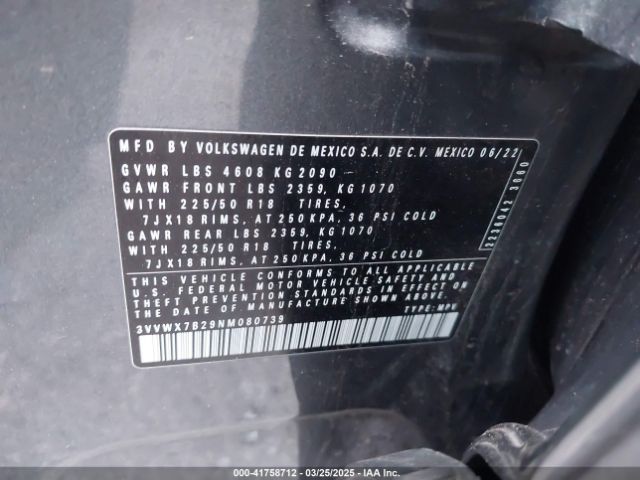 MFD BY VOLKSWAGEN DE MEXICO S.A. DE C.V. MEXICO 06/22
GVWR LBS 4608 KG 2090
GAWR FRONT LBS 2359, KG 1070
WITH 225/50 R18 TIRES,
7JX18 RIMS, AT 250 KPA, 36 PSI COLD
GAWR REAR LBS 2359, KG 1070
WITH 225/50 R18 TIRES,
7JX18 RIMS, AT 250 KPA, 36 PSI COLD
THIS VEHICLE CONFORMS TO ALL APPLICABLE
U.S. FEDERAL MOTOR VEHICLE SAFETY AND
THEFT PREVENTION STANDARDS IN EFFECT ON
THE DATE OF MANUFACTURE SHOWN ABOVE.
3VVWX7B29NM080739 TYPE: MPV
2236042 3060
000-41758712 / 03/25/2025 - IAA Inc.